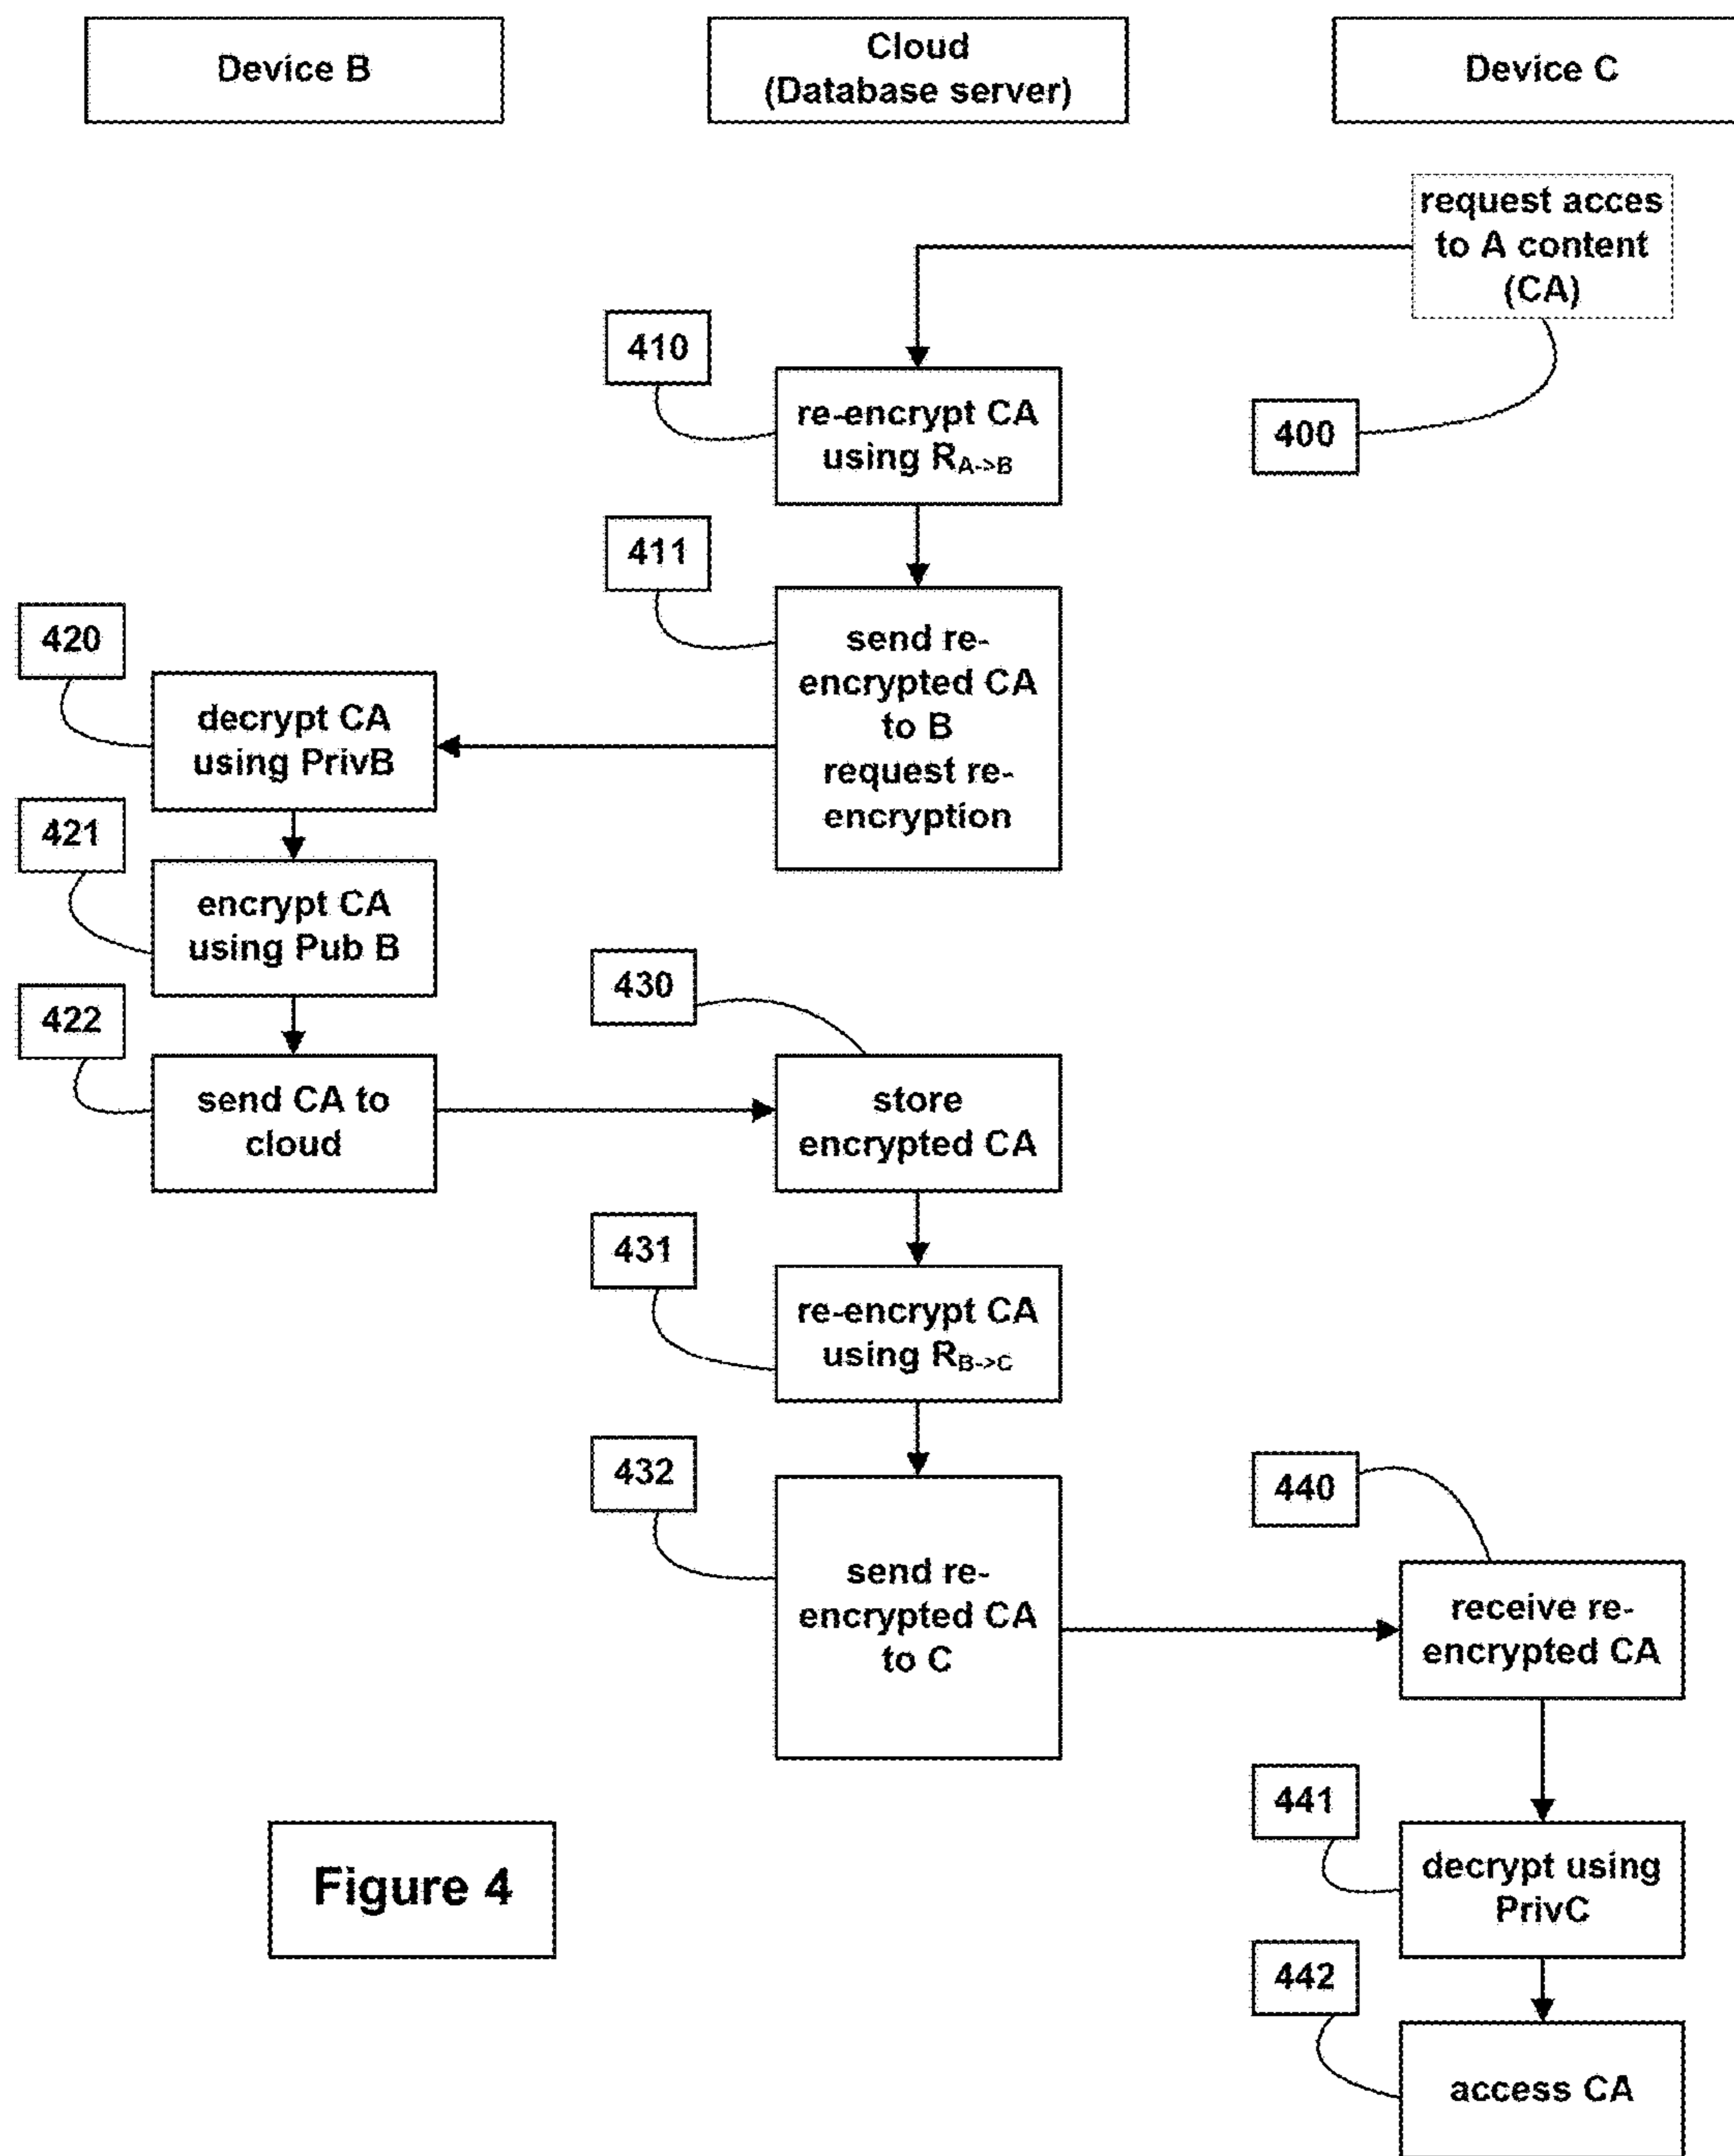 Device B
Cloud
(Database server)
Device C
request acces
to A content
(CA)
400
410
re-encrypt CA
using RA->B
411
send re-
encrypted CA
to B
request re-
encryption
420
decrypt CA
using PrivB
421
encrypt CA
using Pub B
422
send CA to
cloud
430
store
encrypted CA
431
re-encrypt CA
using RB->C
432
send re-
encrypted CA
to C
440
receive re-
encrypted CA
441
decrypt using
PrivC
442
access CA
Figure 4